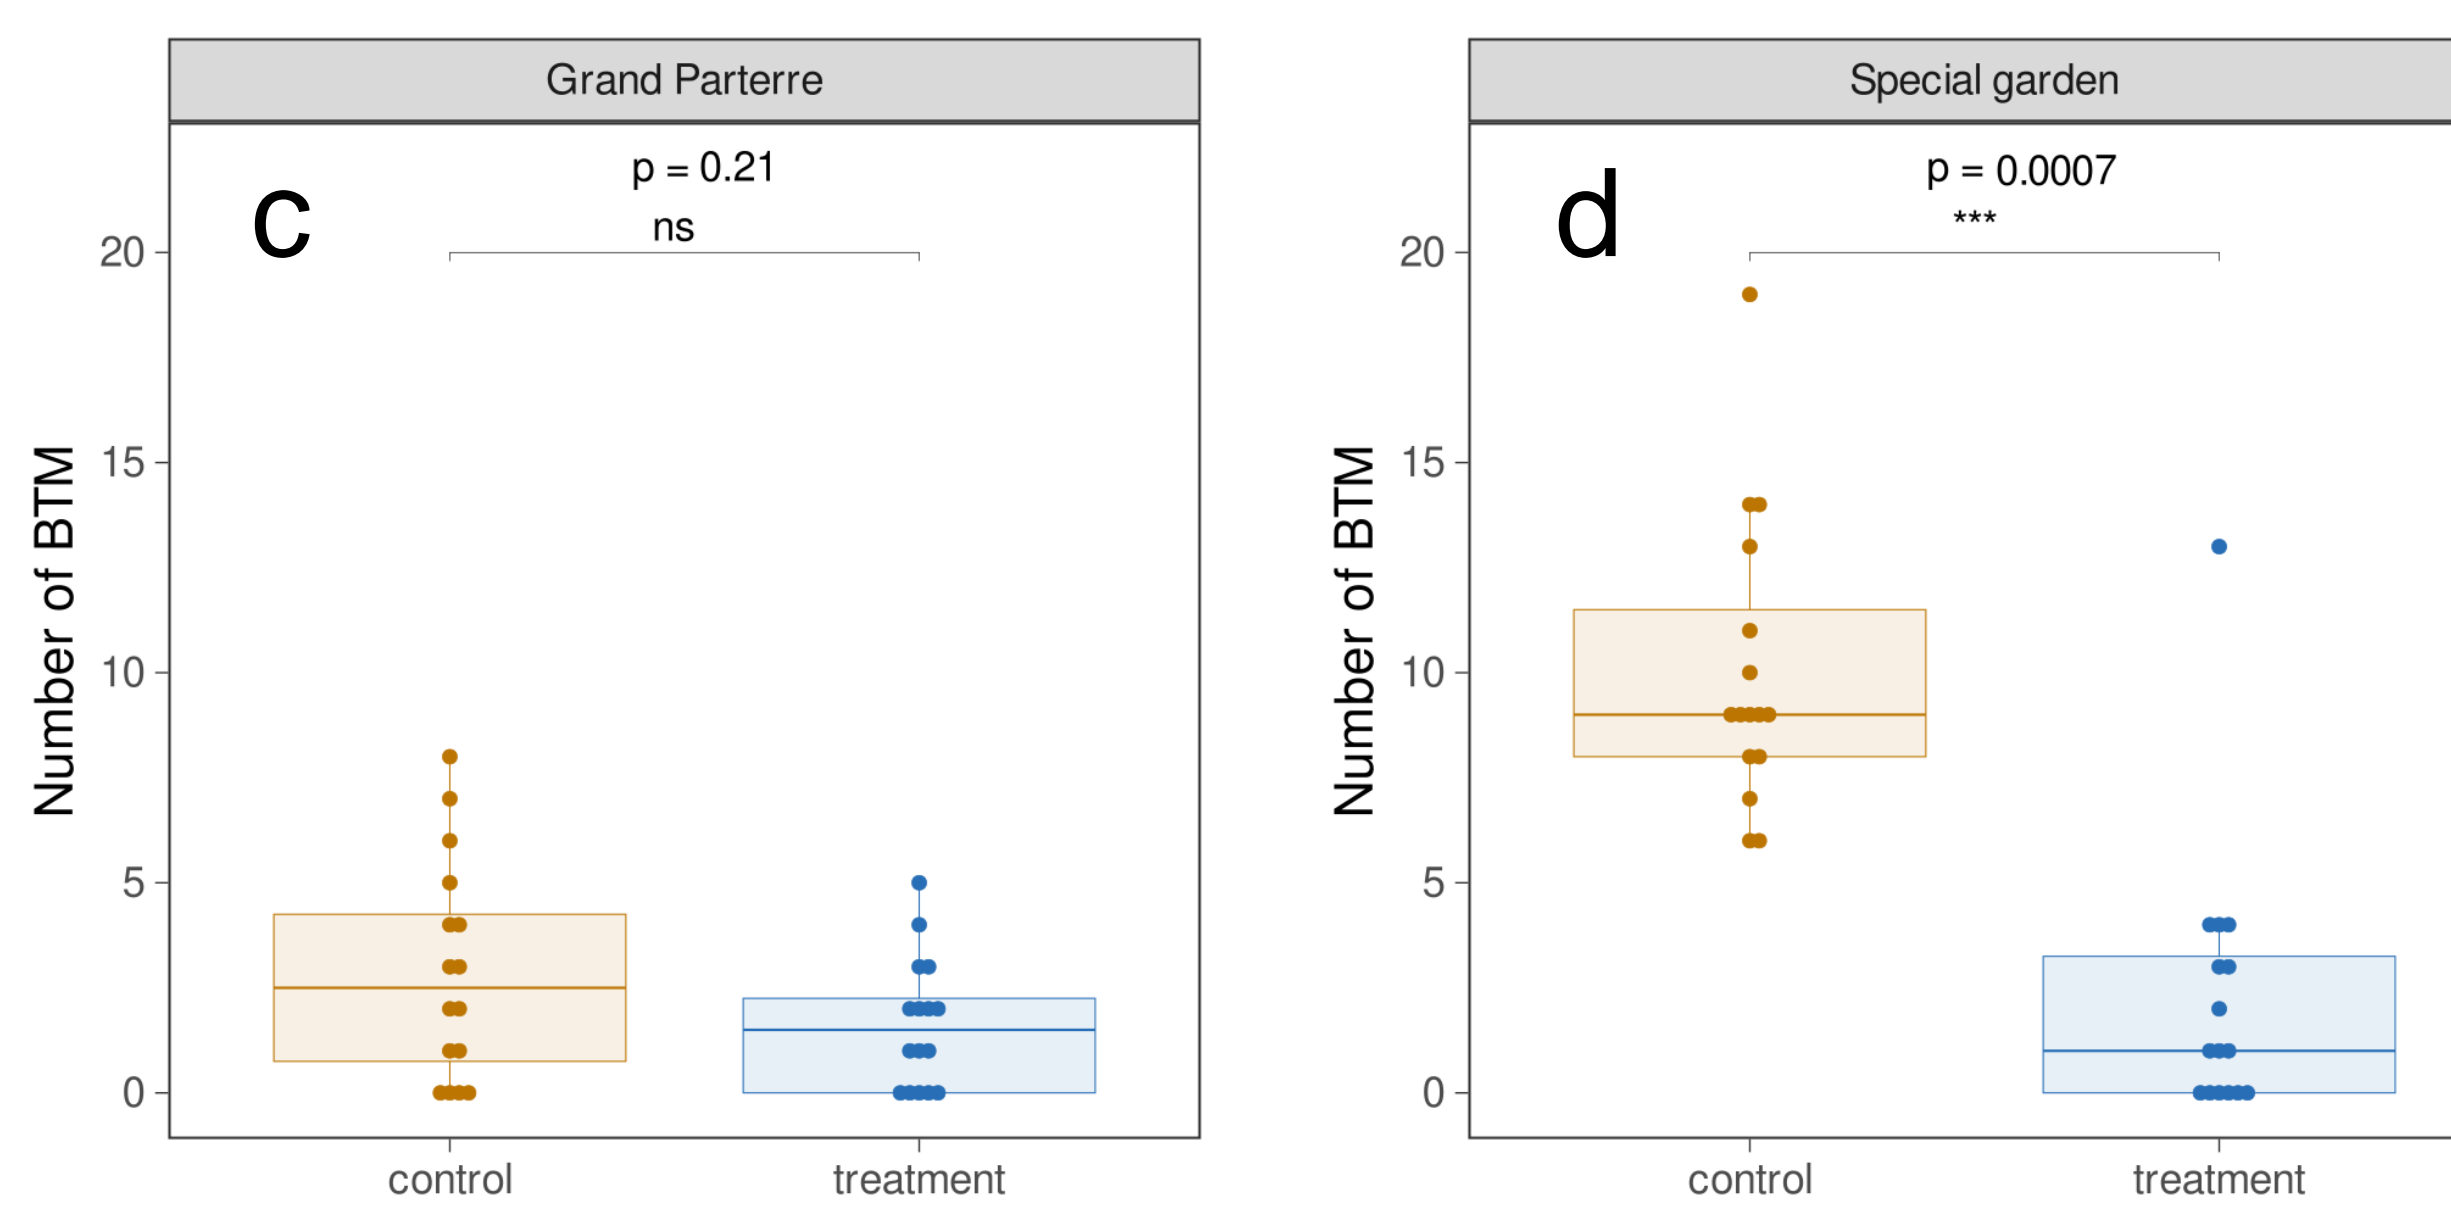 Grand Parterre
c
p = 0.21
ns
20
15
10
5
0
Number of BTM
control
treatment
Special garden
d
p = 0.0007
***
20
15
10
5
0
Number of BTM
control
treatment